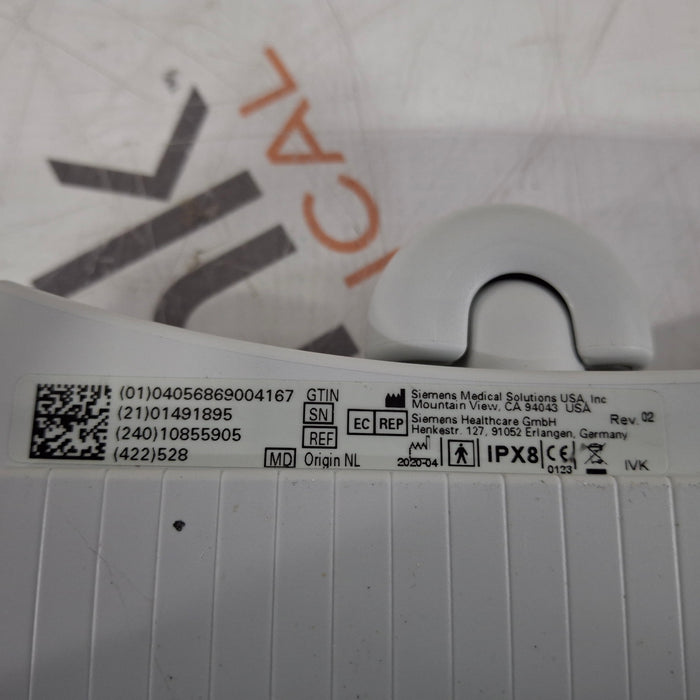 ICAL
(01)04056869004167 GTIN
(21)01491895 SN
(240)10855905 REF
(422)528 MD Origin NL
Siemens Medical Solutions USA, Inc
Mountain View, CA 94043 USA
EC REP Siemens Healthcare GmbH
Henkestr. 127, 91052 Erlangen, Germany
Rev. 02
2020-04 IPX8 CE 0123 IVK